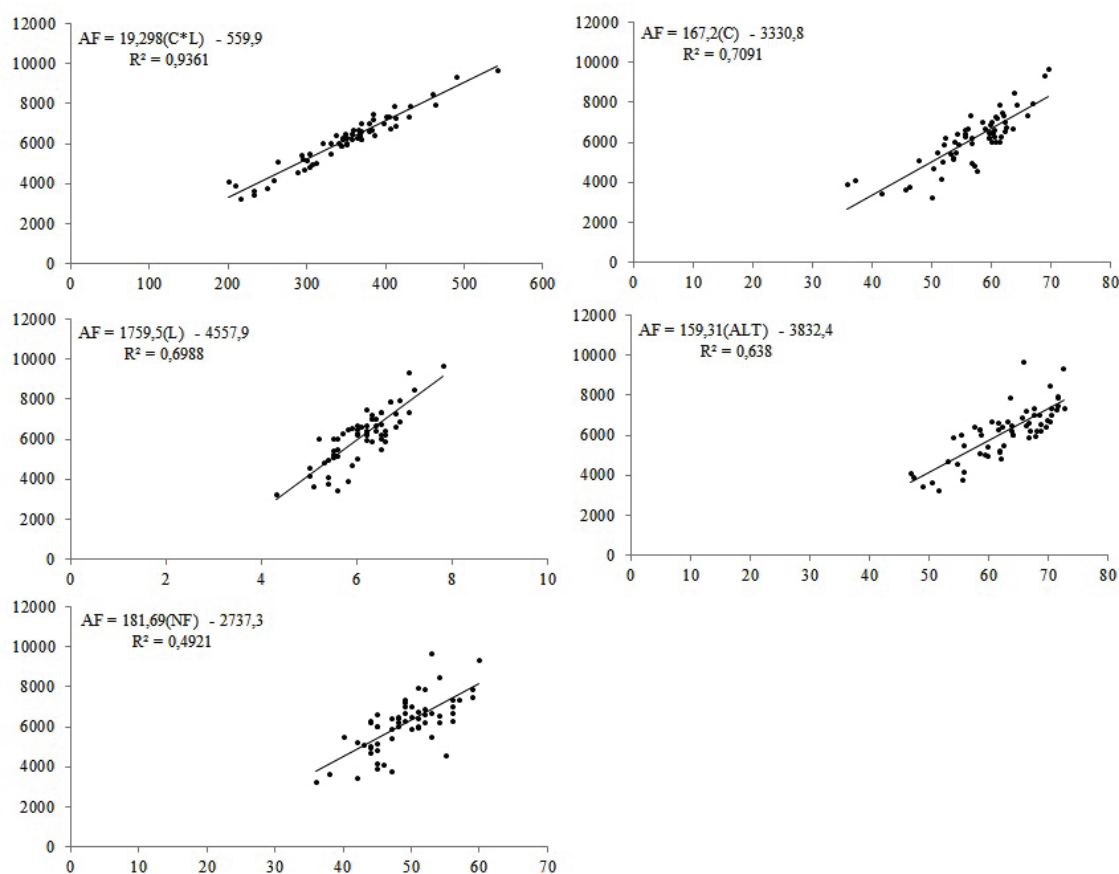 12000
10000
8000
6000
4000
2000
0
AF = 19,298(C*L) - 559,9
R² = 0,9361
0 100 200 300 400 500 600
12000
10000
8000
6000
4000
2000
0
AF = 167,2(C) - 3330,8
R² = 0,7091
0 10 20 30 40 50 60 70 80
12000
10000
8000
6000
4000
2000
0
AF = 1759,5(L) - 4557,9
R² = 0,6988
0 2 4 6 8 10
12000
10000
8000
6000
4000
2000
0
AF = 159,31(ALT) - 3832,4
R² = 0,638
0 10 20 30 40 50 60 70 80
12000
10000
8000
6000
4000
2000
0
AF = 181,69(NF) - 2737,3
R² = 0,4921
0 10 20 30 40 50 60 70